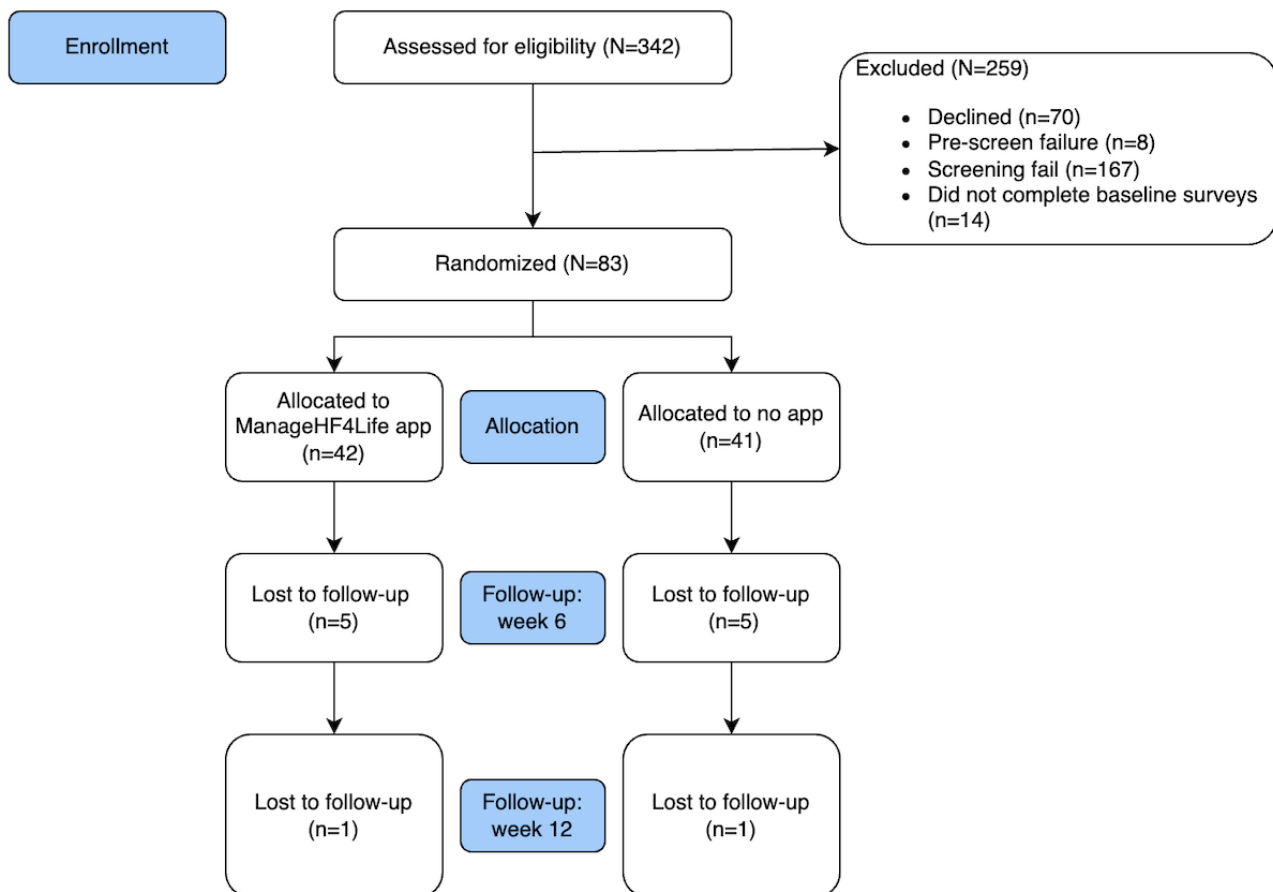 Enrollment
Assessed for eligibility (N=342)
Excluded (N=259)
• Declined (n=70)
• Pre-screen failure (n=8)
• Screening fail (n=167)
• Did not complete baseline surveys
(n=14)
Randomized (N=83)
Allocated to
ManageHF4Life app
(n=42)
Allocation
Allocated to no app
(n=41)
Lost to follow-up
(n=5)
Follow-up:
week 6
Lost to follow-up
(n=5)
Lost to follow-up
(n=1)
Follow-up:
week 12
Lost to follow-up
(n=1)